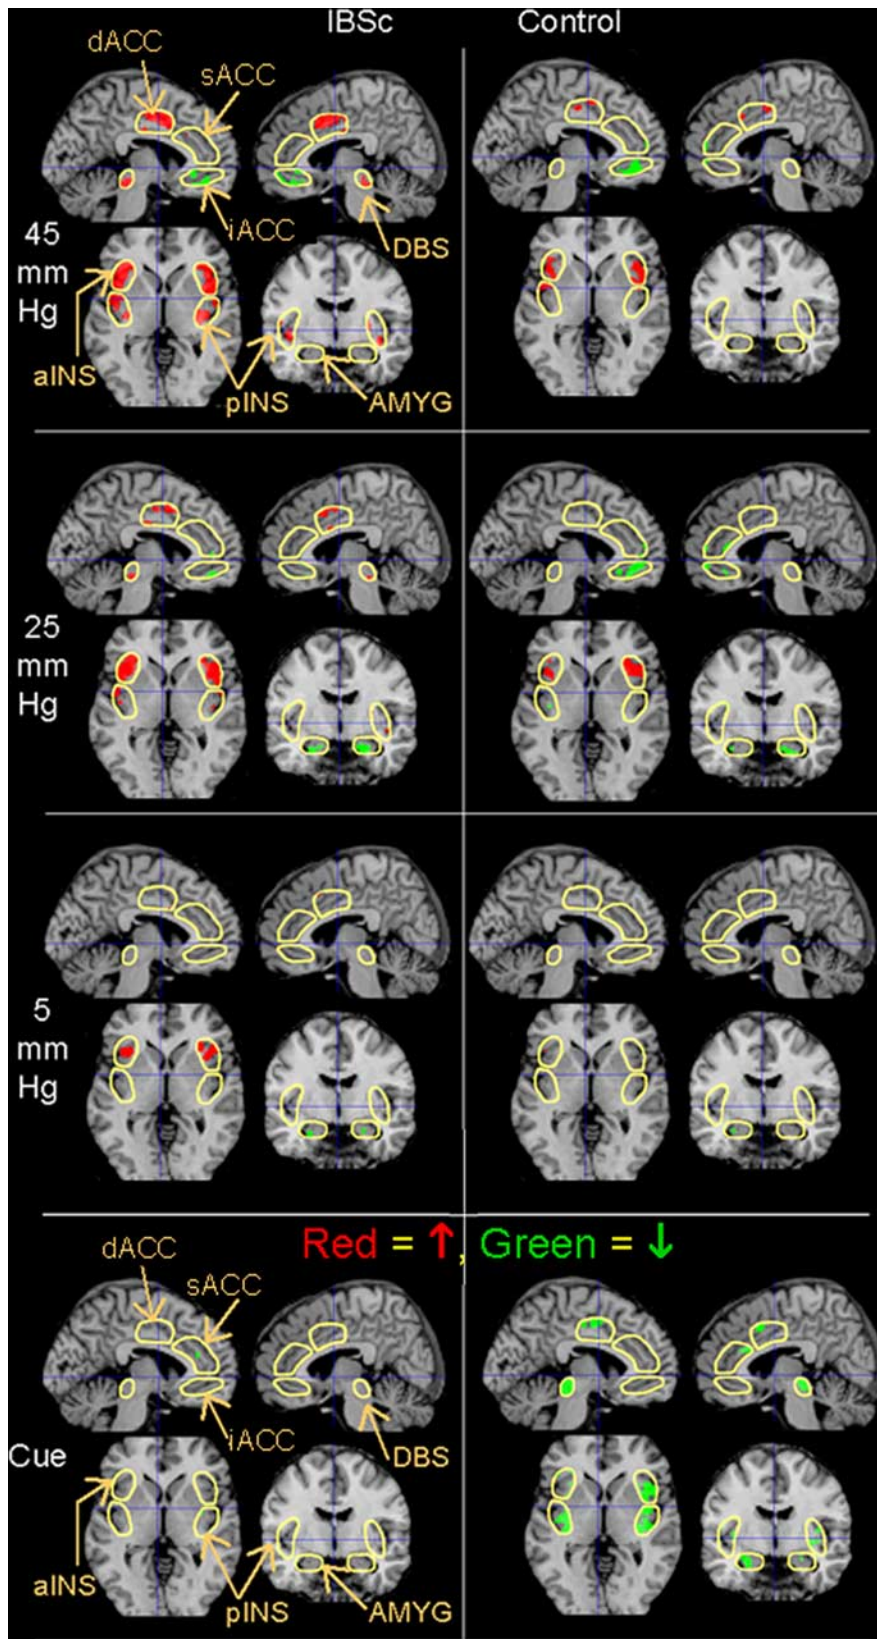 IBSc Control
dACC
sACC
iACC
DBS
45
mm
Hg
aINS
pINS
AMYG
25
mm
Hg
5
mm
Hg
Red = ↑, Green = ↓
dACC
sACC
iACC
DBS
Cue
aINS
pINS
AMYG